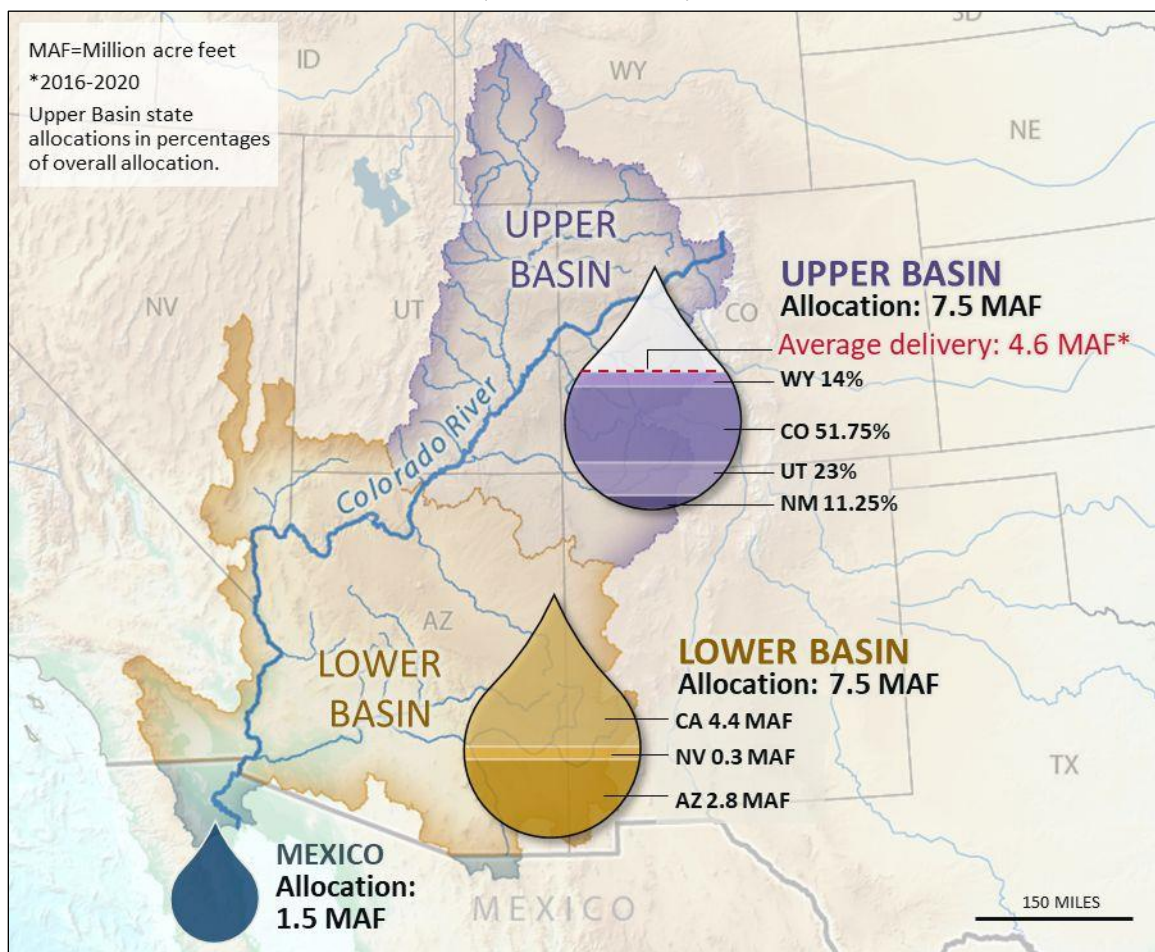 MAF=Million acre feet
*2016-2020
Upper Basin state
allocations in percentages
of overall allocation.
ID
WY
SD
NE
NV
UT
CO
UPPER
BASIN
UPPER BASIN
Allocation: 7.5 MAF
Average delivery: 4.6 MAF*
WY 14%
CO 51.75%
UT 23%
NM 11.25%
Colorado River
AZ
LOWER
BASIN
LOWER BASIN
Allocation: 7.5 MAF
CA 4.4 MAF
NV 0.3 MAF
AZ 2.8 MAF
TX
MEXICO
Allocation:
1.5 MAF
MEXICO
150 MILES